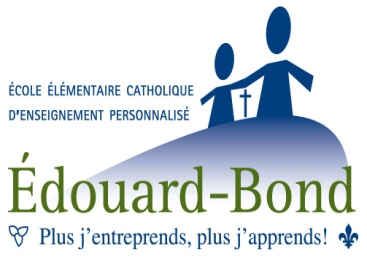 ÉCOLE ÉLÉMENTAIRE CATHOLIQUE
D'ENSEIGNEMENT PERSONNALISÉ
Édouard-Bond
Plus j'entreprends, plus j'apprends!